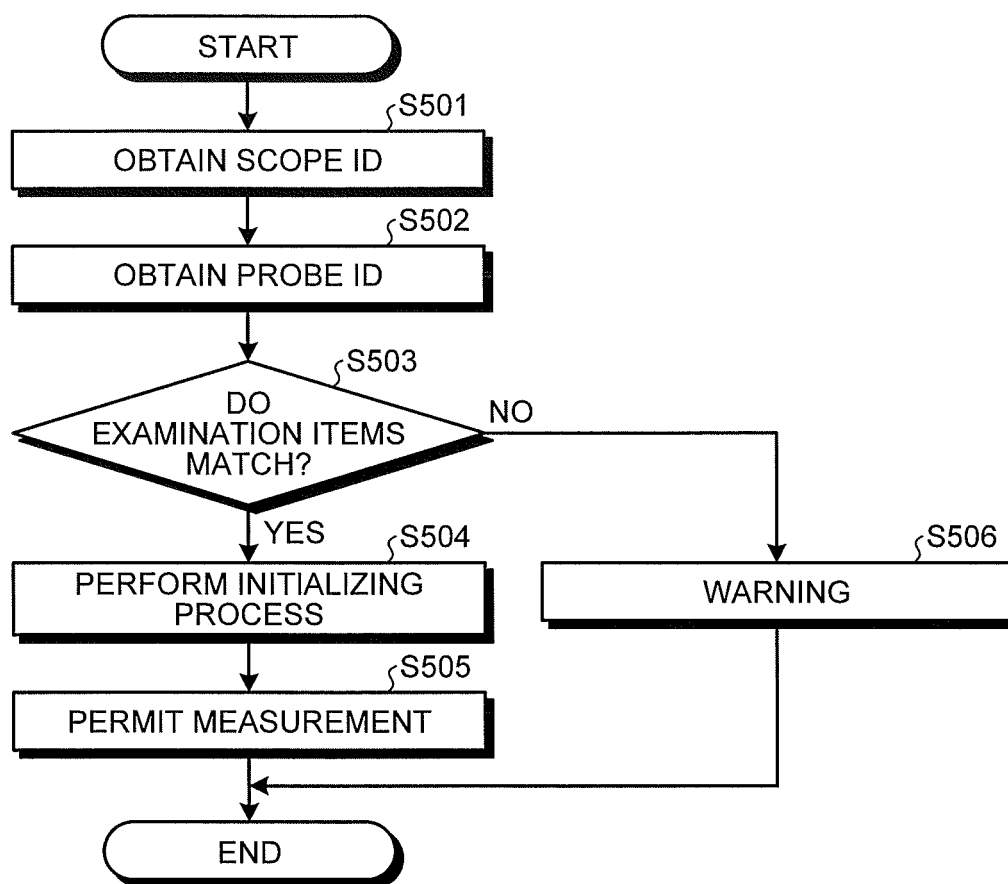 START
S501
OBTAIN SCOPE ID
S502
OBTAIN PROBE ID
S503
DO
EXAMINATION ITEMS
MATCH?
NO
YES
S504
PERFORM INITIALIZING
PROCESS
S506
WARNING
S505
PERMIT MEASUREMENT
END